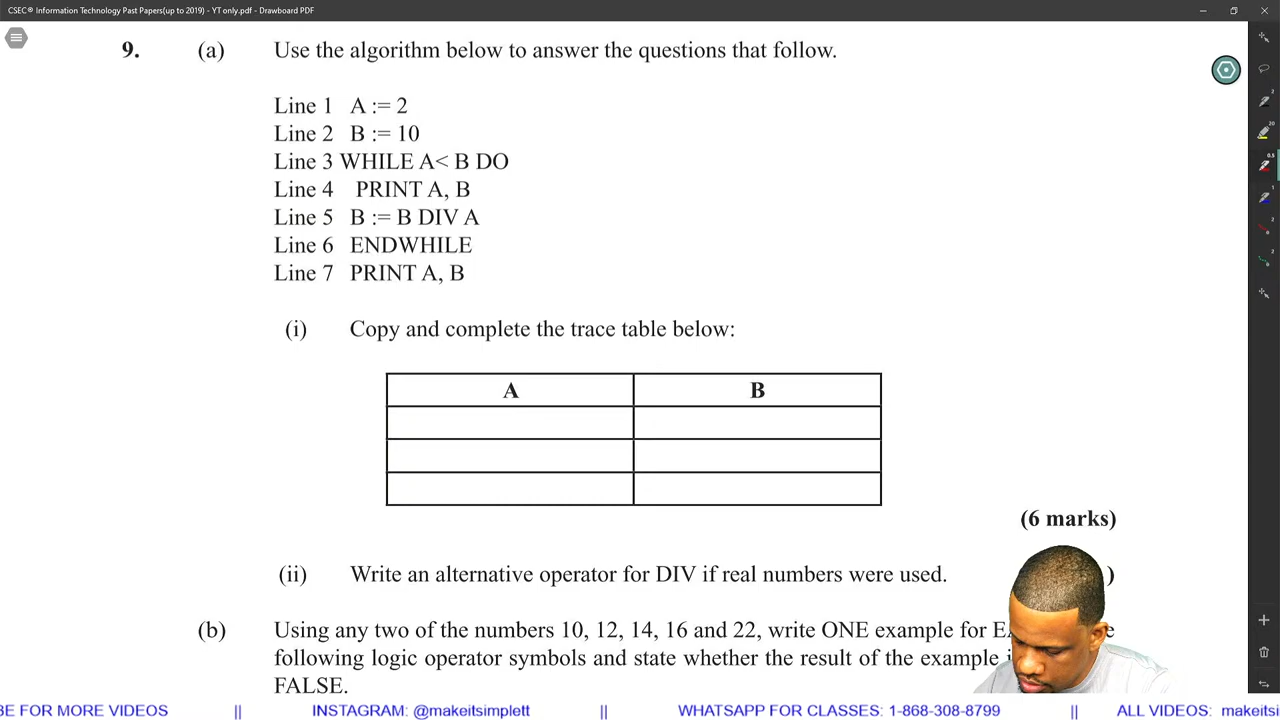 CSEC® Information Technology Past Papers(up to 2019) - YT only.pdf - Drawboard PDF
9. (a) Use the algorithm below to answer the questions that follow.
Line 1 A := 2
Line 2 B := 10
Line 3 WHILE A< B DO
Line 4 PRINT A, B
Line 5 B := B DIV A
Line 6 ENDWHILE
Line 7 PRINT A, B
(i) Copy and complete the trace table below:
A B
(6 marks)
(ii) Write an alternative operator for DIV if real numbers were used. )
(b) Using any two of the numbers 10, 12, 14, 16 and 22, write ONE example for
following logic operator symbols and state whether the result of the example
FALSE.
BE FOR MORE VIDEOS || INSTAGRAM: @makeitsimplett || WHATSAPP FOR CLASSES: 1-868-308-8799 || ALL VIDEOS: makeitsi